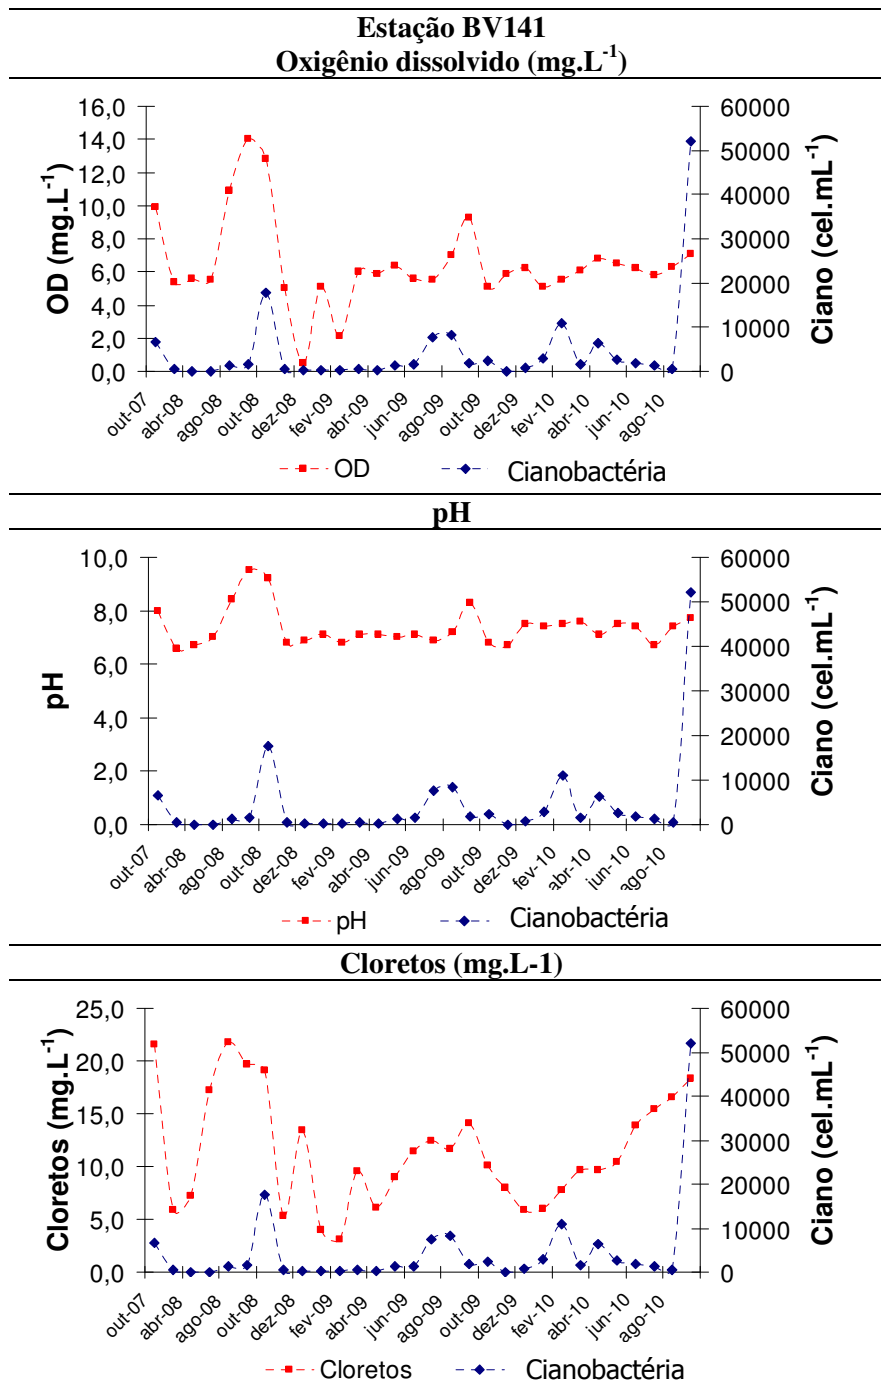 Estação BV141
Oxigênio dissolvido (mg.L-1)
16,0
14,0
12,0
10,0
8,0
6,0
4,0
2,0
0,0
OD (mg.L-1)
60000
50000
40000
30000
20000
10000
0
Ciano (cel.mL-1)
out-07
abr-08
ago-08
out-08
dez-08
fev-09
abr-09
jun-09
ago-09
out-09
dez-09
fev-10
abr-10
jun-10
ago-10
OD
Cianobactéria
pH
10,0
8,0
6,0
4,0
2,0
0,0
pH
60000
50000
40000
30000
20000
10000
0
Ciano (cel.mL-1)
out-07
abr-08
ago-08
out-08
dez-08
fev-09
abr-09
jun-09
ago-09
out-09
dez-09
fev-10
abr-10
jun-10
ago-10
pH
Cianobactéria
Cloretos (mg.L-1)
25,0
20,0
15,0
10,0
5,0
0,0
Cloretos (mg.L-1)
60000
50000
40000
30000
20000
10000
0
Ciano (cel.mL-1)
out-07
abr-08
ago-08
out-08
dez-08
fev-09
abr-09
jun-09
ago-09
out-09
dez-09
fev-10
abr-10
jun-10
ago-10
Cloretos
Cianobactéria